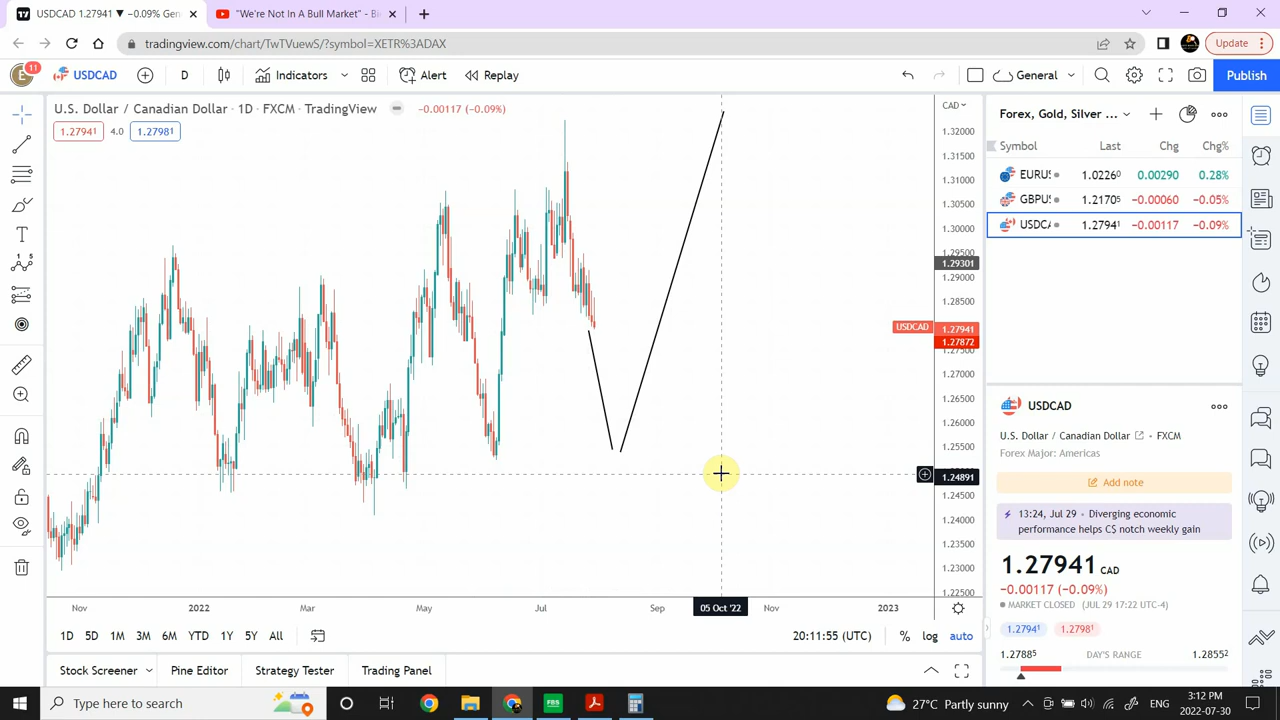 USDCAD 1.27941 ▼ −0.09% Gen
"We're Not In A Bull Market" - Be
tradingview.com/chart/TwTVuewS/?symbol=XETR%3ADAX
Update
E
11
USDCAD
D
Indicators
Alert
Replay
General
Publish
U.S. Dollar / Canadian Dollar · 1D · FXCM · TradingView
−0.00117 (−0.09%)
1.27941
4.0
1.27981
CAD
1.32000
1.31500
1.31000
1.30500
1.30000
1.29500
1.29301
1.29000
1.28500
USDCAD
1.27941
1.27872
1.27500
1.27000
1.26500
1.26000
1.25500
1.24891
1.24500
1.24000
1.23500
1.23000
1.22500
Nov
2022
Mar
May
Jul
Sep
05 Oct '22
Nov
2023
1D 5D 1M 3M 6M YTD 1Y 5Y All
20:11:55 (UTC)
%
log
auto
Stock Screener
Pine Editor
Strategy Tester
Trading Panel
Forex, Gold, Silver ...
Symbol Last Chg Chg%
EURUS 1.02260 0.00290 0.28%
GBPUS 1.21705 −0.00060 −0.05%
USDCA 1.27941 −0.00117 −0.09%
USDCAD
U.S. Dollar / Canadian Dollar • FXCM
Forex Major: Americas
Add note
13:24, Jul 29 • Diverging economic
performance helps C$ notch weekly gain
1.27941 CAD
−0.00117 (−0.09%)
MARKET CLOSED (JUL 29 17:22 UTC-4)
1.27941
1.27981
1.27885 DAY'S RANGE 1.28552
Type here to search
FBS
27°C Partly sunny
ENG
3:12 PM
2022-07-30